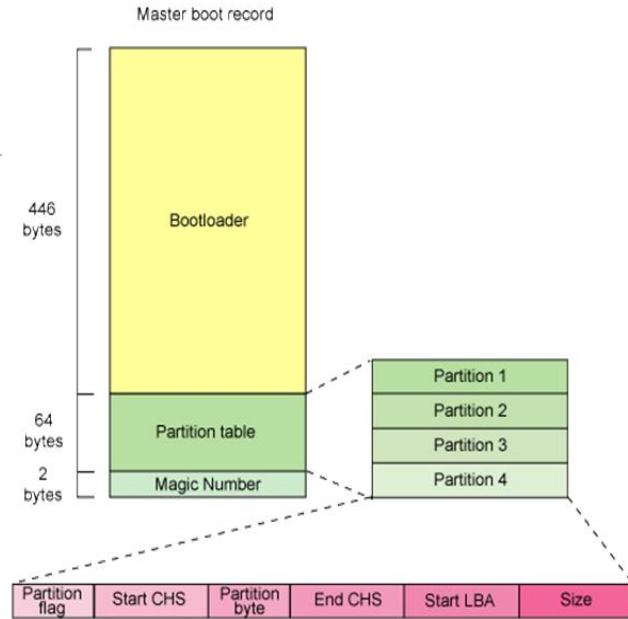 Master boot record
446
bytes
Bootloader
64
bytes
Partition table
2
bytes
Magic Number
Partition 1
Partition 2
Partition 3
Partition 4
Partition
flag
Start CHS
Partition
byte
End CHS
Start LBA
Size